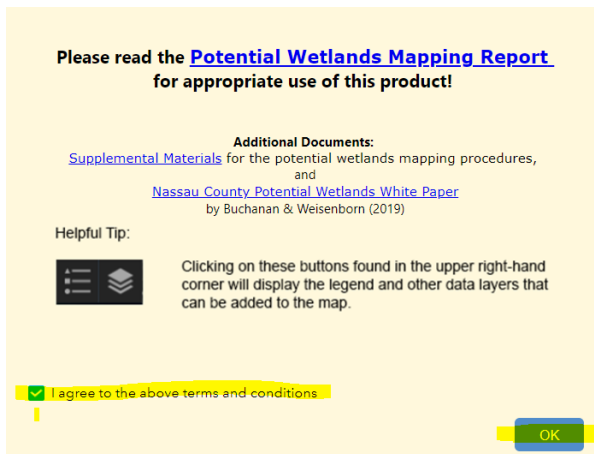 Please read the Potential Wetlands Mapping Report
for appropriate use of this product!
Additional Documents:
Supplemental Materials for the potential wetlands mapping procedures,
and
Nassau County Potential Wetlands White Paper
by Buchanan & Weisenborn (2019)
Helpful Tip:
Clicking on these buttons found in the upper right-hand
corner will display the legend and other data layers that
can be added to the map.
I agree to the above terms and conditions
OK